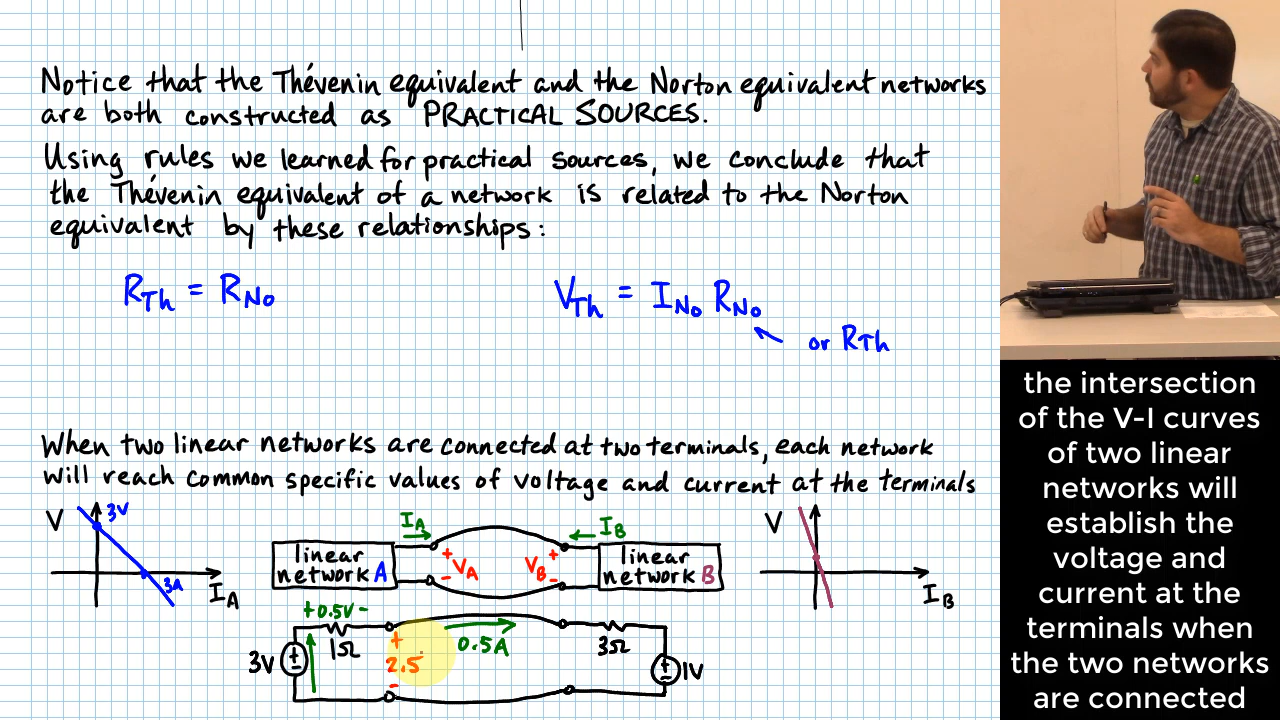 Notice that the Thévenin equivalent and the Norton equivalent networks
are both constructed as PRACTICAL SOURCES.
Using rules we learned for practical sources, we conclude that
the Thévenin equivalent of a network is related to the Norton
equivalent by these relationships:
RTh = RNo
VTh = INo RNo
or RTh
When two linear networks are connected at two terminals, each network
will reach common specific values of voltage and current at the terminals
V
3V
3A
IA
IA
IB
linear
network A
+
VA
-
VB
+
-
linear
network B
V
IB
+0.5V-
3V
+
-
1Ω
+
2.5
-
0.5A
3Ω
+
-
1V
the intersection
of the V-I curves
of two linear
networks will
establish the
voltage and
current at the
terminals when
the two networks
are connected